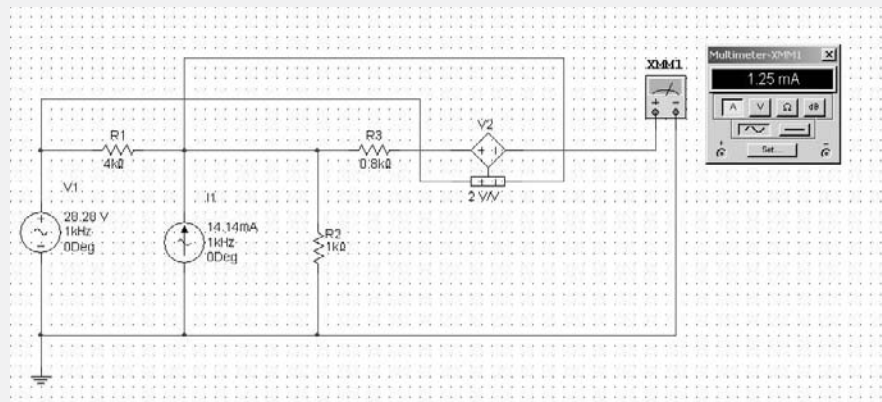 XMM1
Multimeter-XMM1
1.25 mA
A V Ω dB
Set...
+ -
R1
4kΩ
R3
0.8kΩ
V2
2 V/V
V1
28.28 V
1kHz
0Deg
I1
14.14mA
1kHz
0Deg
R2
1kΩ